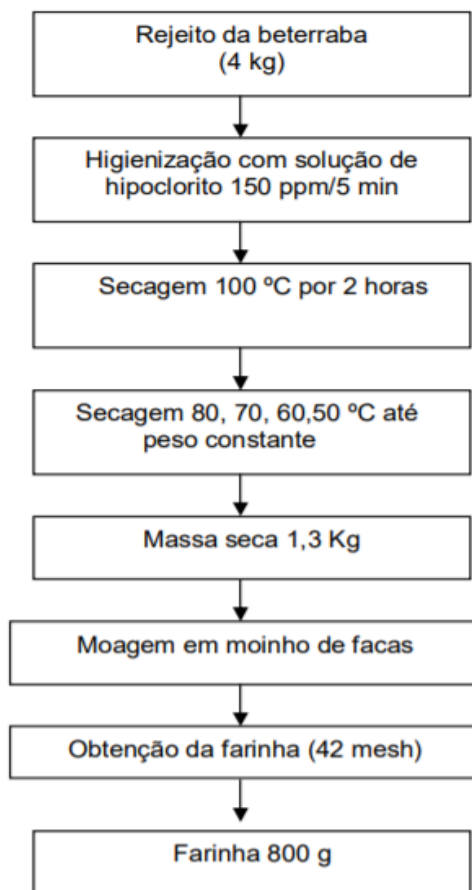 Rejeito da beterraba
(4 kg)
Higienização com solução de
hipoclorito 150 ppm/5 min
Secagem 100 ºC por 2 horas
Secagem 80, 70, 60,50 ºC até
peso constante
Massa seca 1,3 Kg
Moagem em moinho de facas
Obtenção da farinha (42 mesh)
Farinha 800 g